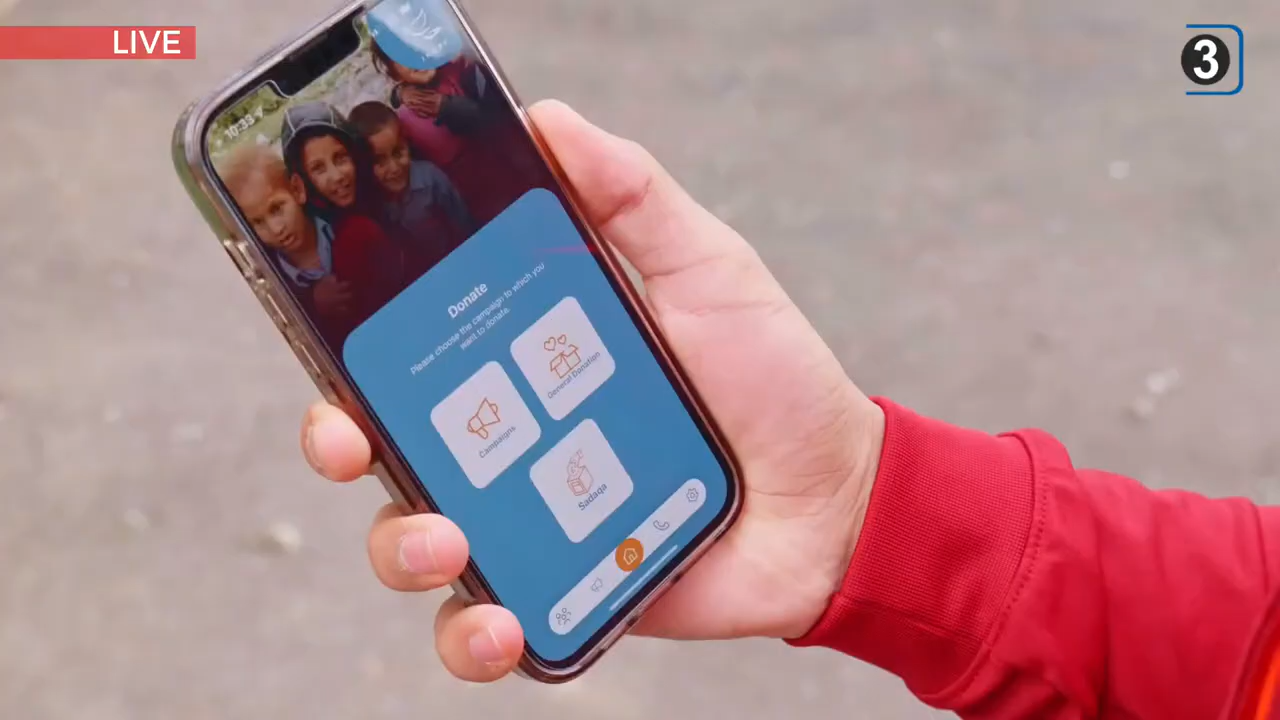 LIVE
3
10:33
Donate
Please choose the campaign to which you
want to donate.
General Donation
Campaigns
Sadaqa